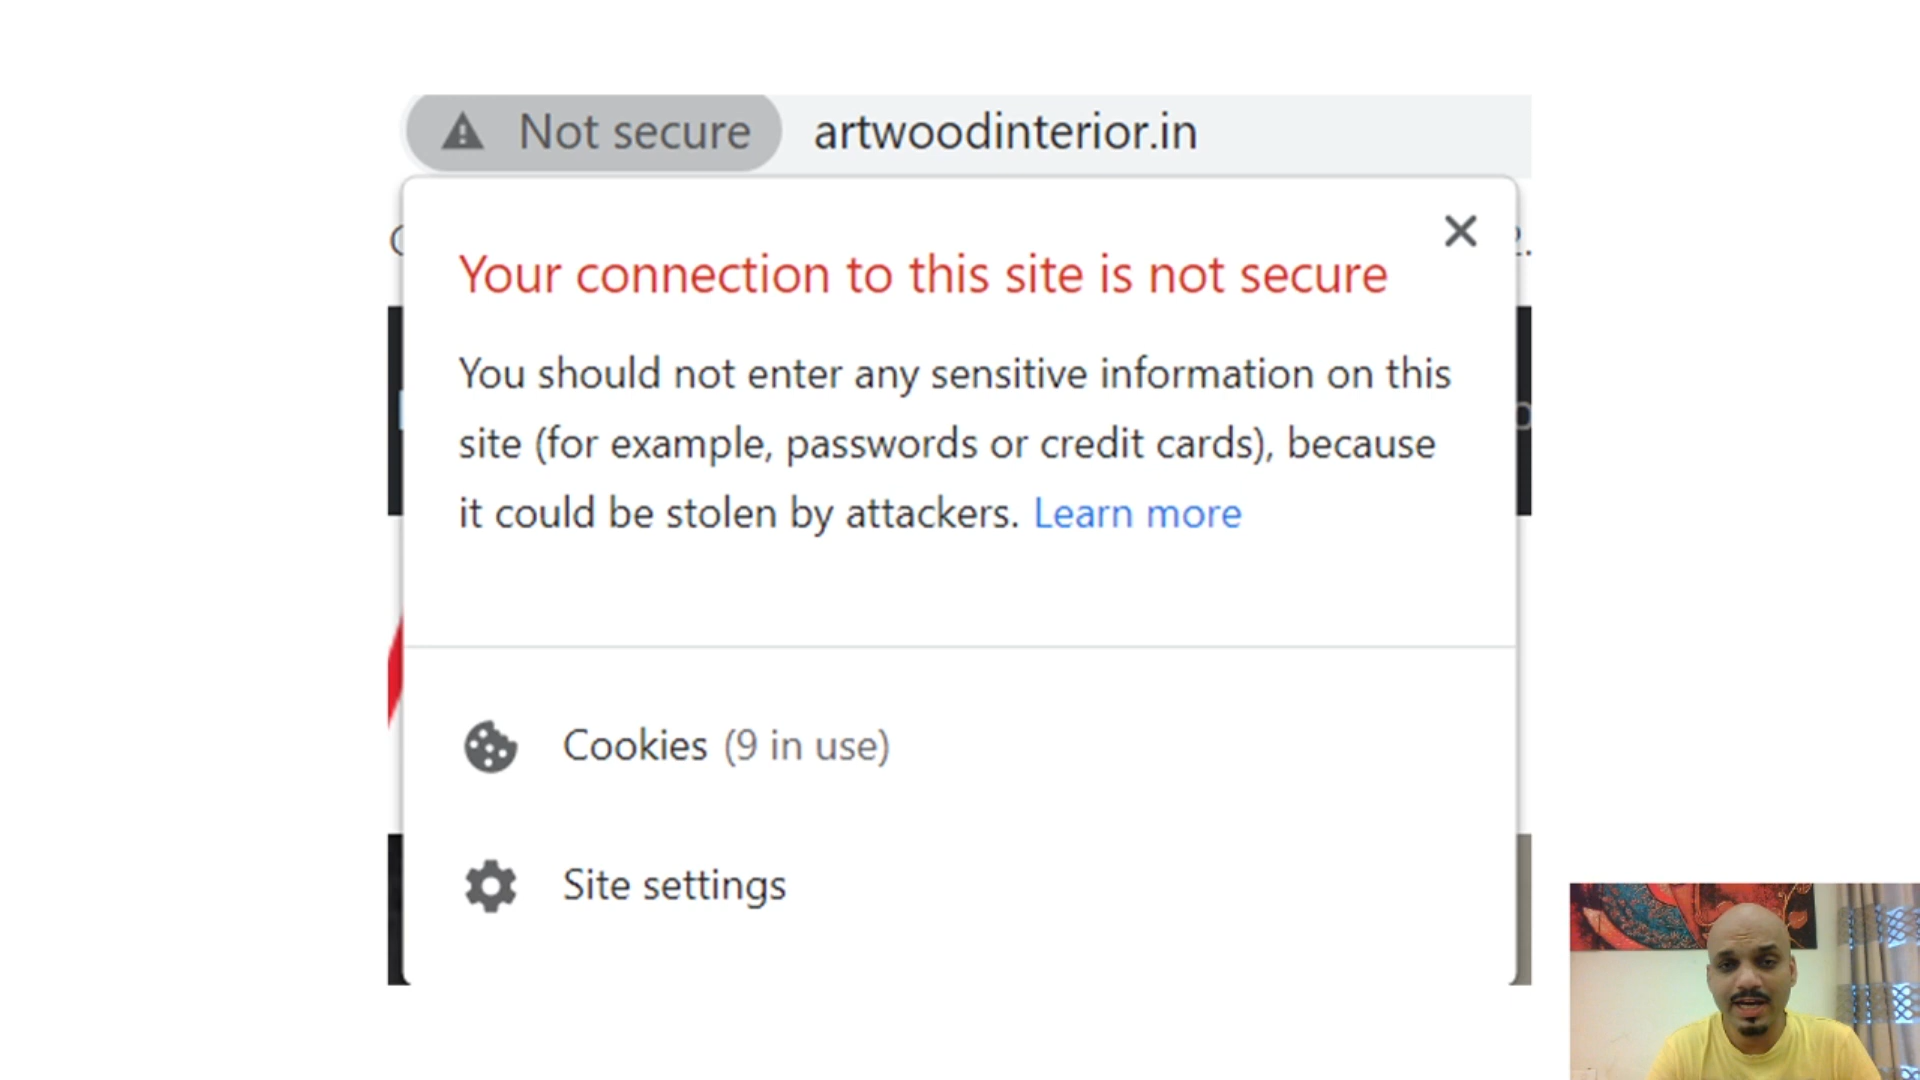 Not secure artwoodinterior.in
Your connection to this site is not secure
You should not enter any sensitive information on this
site (for example, passwords or credit cards), because
it could be stolen by attackers. Learn more
Cookies (9 in use)
Site settings